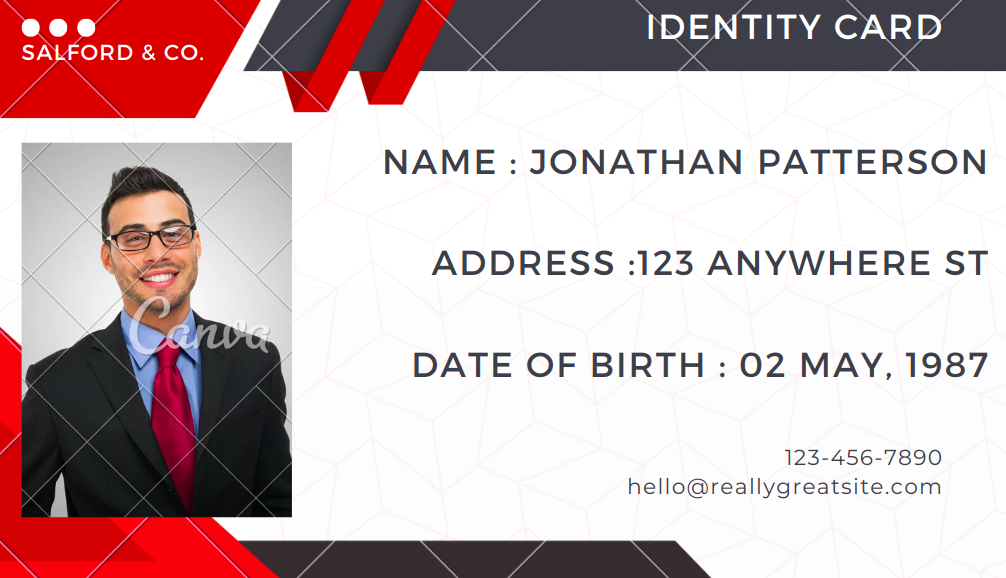 SALFORD & CO.
IDENTITY CARD
NAME : JONATHAN PATTERSON
ADDRESS :123 ANYWHERE ST
DATE OF BIRTH : 02 MAY, 1987
Canva
123-456-7890
hello@reallygreatsite.com